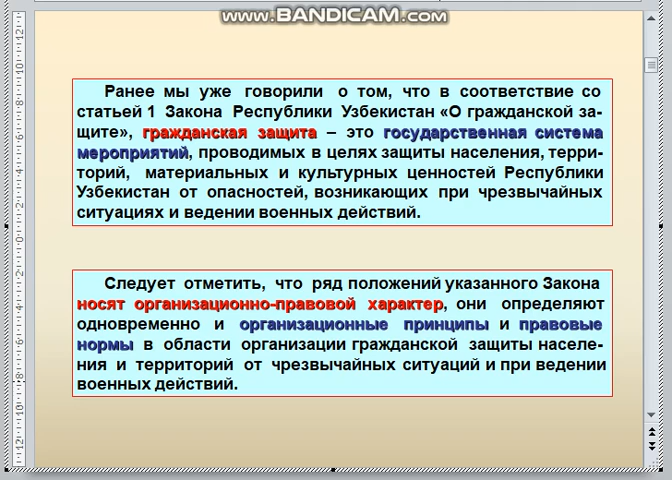 www.BANDICAM.com
Ранее мы уже говорили о том, что в соответствие со
статьей 1 Закона Республики Узбекистан «О гражданской за-
щите», гражданская защита – это государственная система
мероприятий, проводимых в целях защиты населения, терри-
торий, материальных и культурных ценностей Республики
Узбекистан от опасностей, возникающих при чрезвычайных
ситуациях и ведении военных действий.
Следует отметить, что ряд положений указанного Закона
носят организационно-правовой характер, они определяют
одновременно и организационные принципы и правовые
нормы в области организации гражданской защиты населе-
ния и территорий от чрезвычайных ситуаций и при ведении
военных действий.